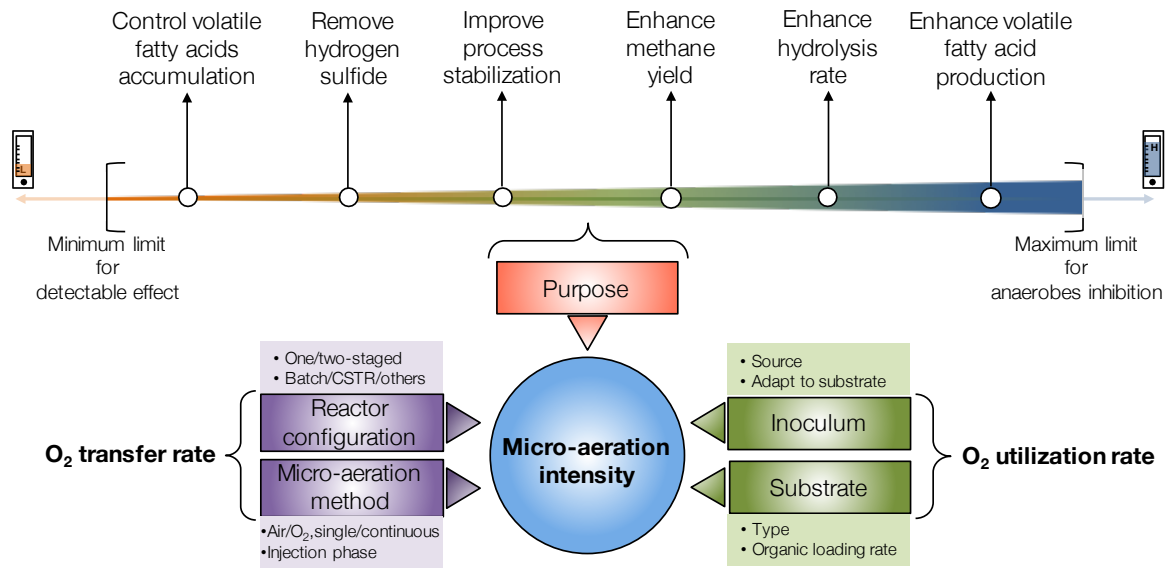 Control volatile
fatty acids
accumulation
Remove
hydrogen
sulfide
Improve
process
stabilization
Enhance
methane
yield
Enhance
hydrolysis
rate
Enhance volatile
fatty acid
production
L
H
Minimum limit
for
detectable effect
Maximum limit
for
anaerobes inhibition
Purpose
• One/two-staged
• Batch/CSTR/others
Reactor
configuration
O₂ transfer rate
Micro-aeration
method
•Air/O₂,single/continuous
•Injection phase
Micro-aeration
intensity
• Source
• Adapt to substrate
Inoculum
O₂ utilization rate
Substrate
• Type
• Organic loading rate